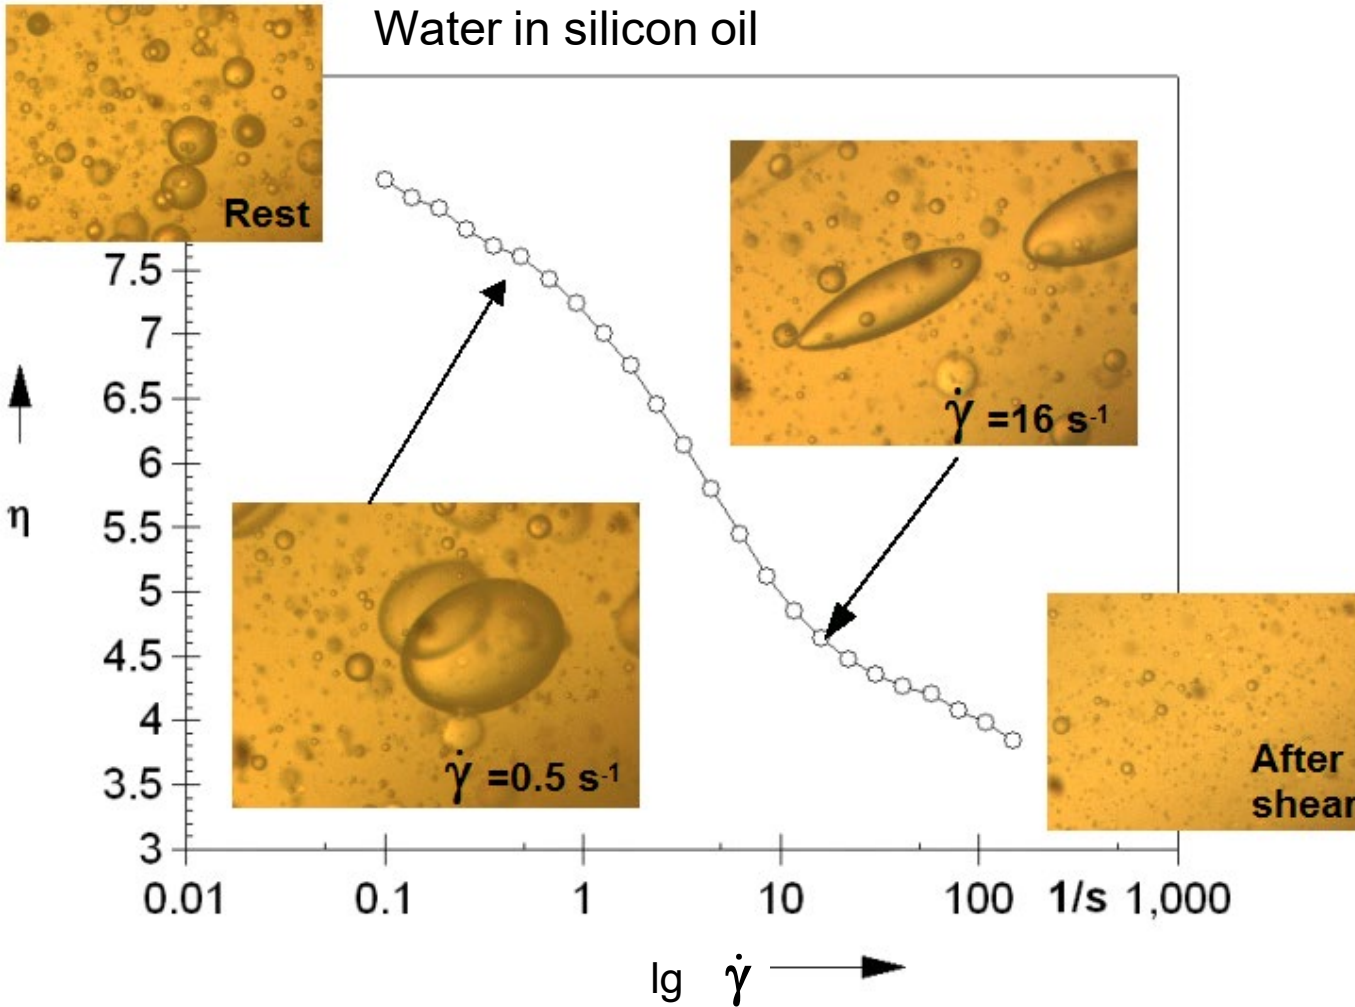 Water in silicon oil
Rest
7.5
7
6.5
6
5.5
5
4.5
4
3.5
3
η
γ̇ =16 s-1
γ̇ =0.5 s-1
After
shear
0.01 0.1 1 10 100 1/s 1,000
lg γ̇